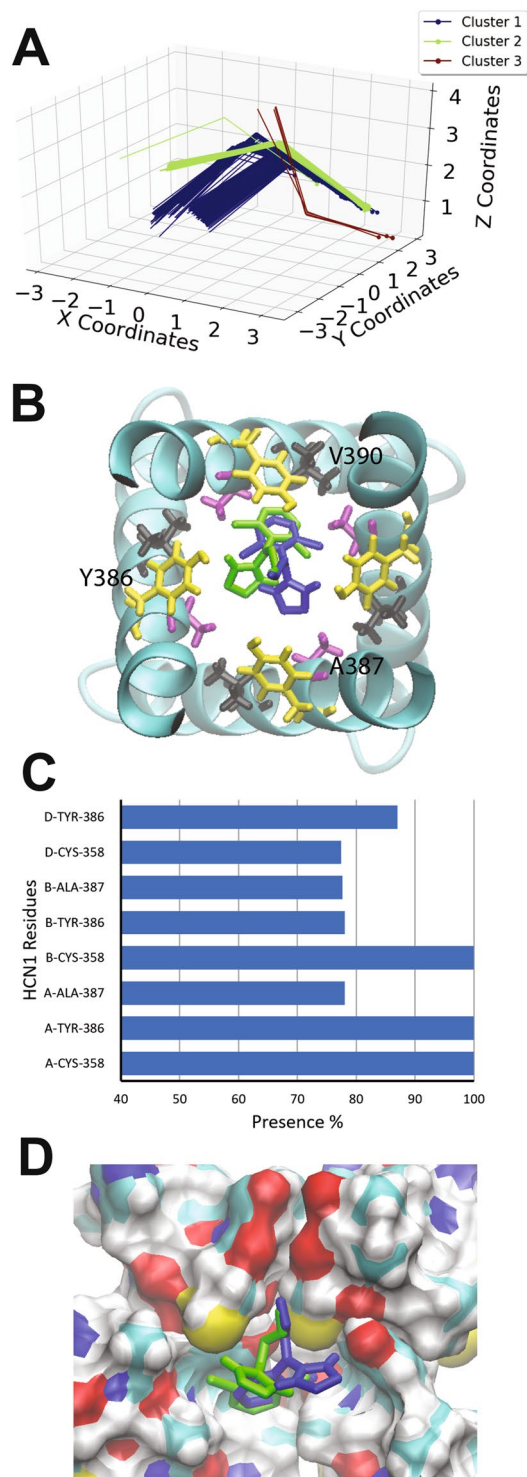 A
Cluster 1
Cluster 2
Cluster 3
4
3
2
1
Z Coordinates
-3 -2 -1 0 1 2 3
X Coordinates
-3 -2 -1 0 1 2 3
Y Coordinates
B
V390
Y386
A387
C
HCN1 Residues
D-TYR-386
D-CYS-358
B-ALA-387
B-TYR-386
B-CYS-358
A-ALA-387
A-TYR-386
A-CYS-358
40 50 60 70 80 90 100
Presence %
D